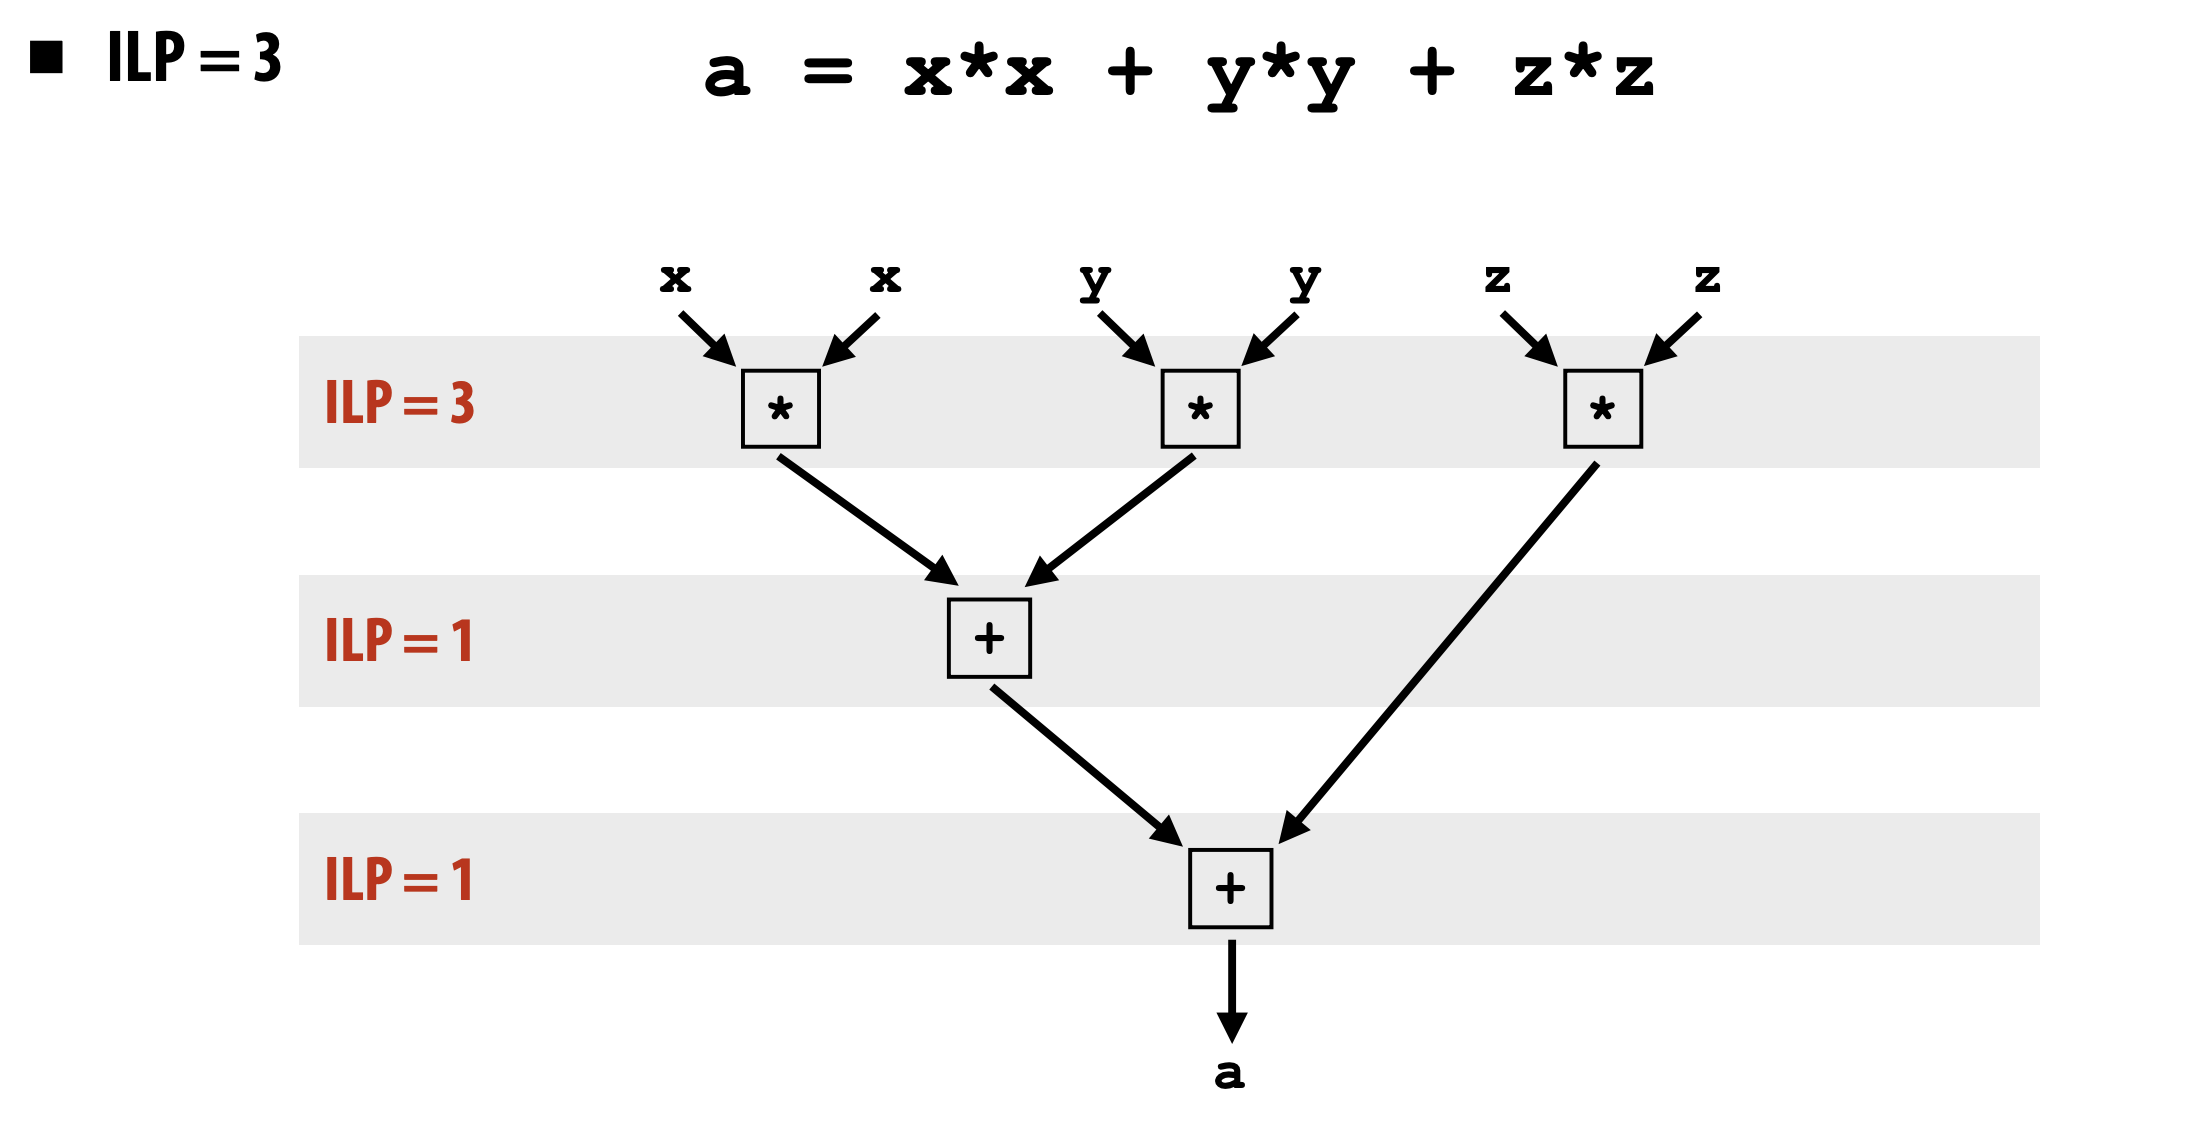 ■ ILP = 3
a = x*x + y*y + z*z
x x y y z z
ILP = 3 * * *
ILP = 1 +
ILP = 1 +
a